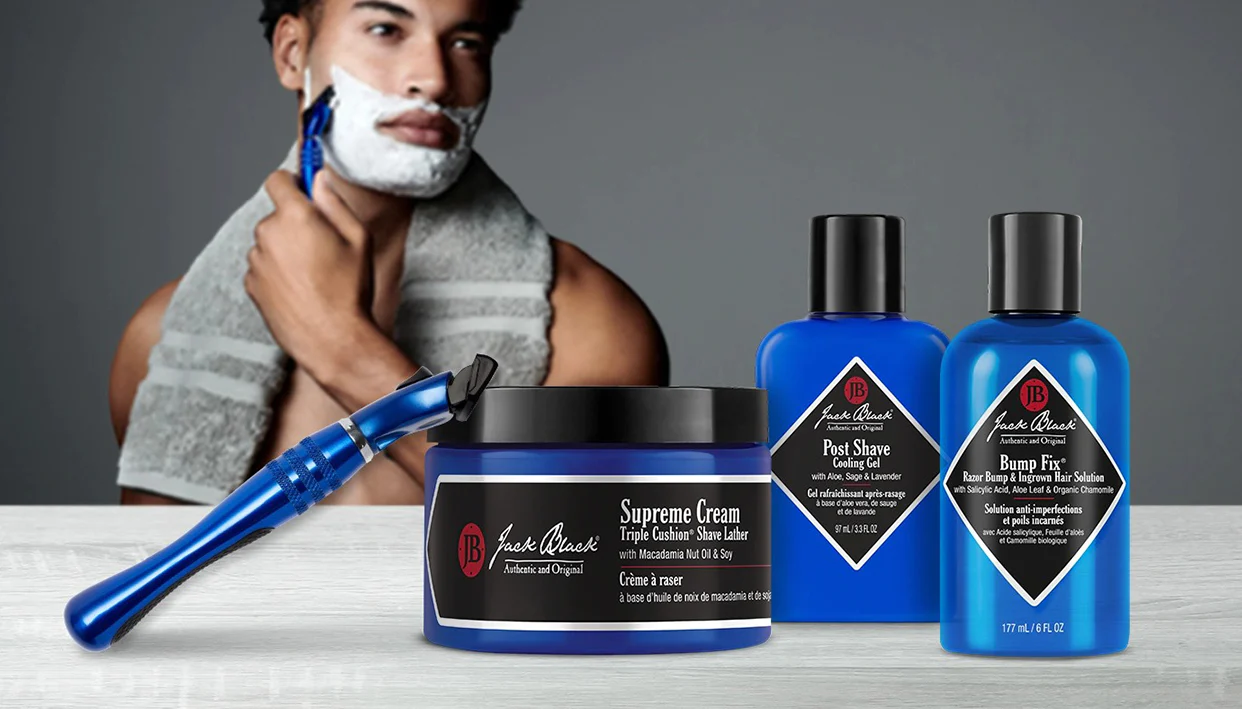 JB
Jack Black®
Authentic and Original
Supreme Cream
Triple Cushion® Shave Lather
with Macadamia Nut Oil & Soy
Crème à raser
à base d'huile de noix de macadamia et de soja
JB
Jack Black®
Authentic and Original
Post Shave
Cooling Gel
with Aloe, Sage & Lavender
Gel rafraîchissant après-rasage
à base d'aloe vera, de sauge
et de lavande
97 mL / 3.3 FL OZ
JB
Jack Black®
Authentic and Original
Bump Fix®
Razor Bump & Ingrown Hair Solution
with Salicylic Acid, Aloe Leaf & Organic Chamomile
Solution anti-imperfections
et poils incarnés
avec Acide salicylique, Feuille d'aloès
et Camomille biologique
177 mL / 6 FL OZ